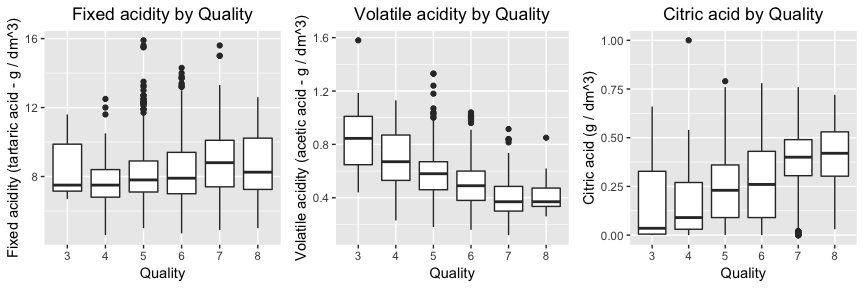 Fixed acidity by Quality
Fixed acidity (tartaric acid - g / dm^3)
16
12
8
3 4 5 6 7 8
Quality
Volatile acidity by Quality
Volatile acidity (acetic acid - g / dm^3)
1.6
1.2
0.8
0.4
3 4 5 6 7 8
Quality
Citric acid by Quality
Citric acid (g / dm^3)
1.00
0.75
0.50
0.25
0.00
3 4 5 6 7 8
Quality